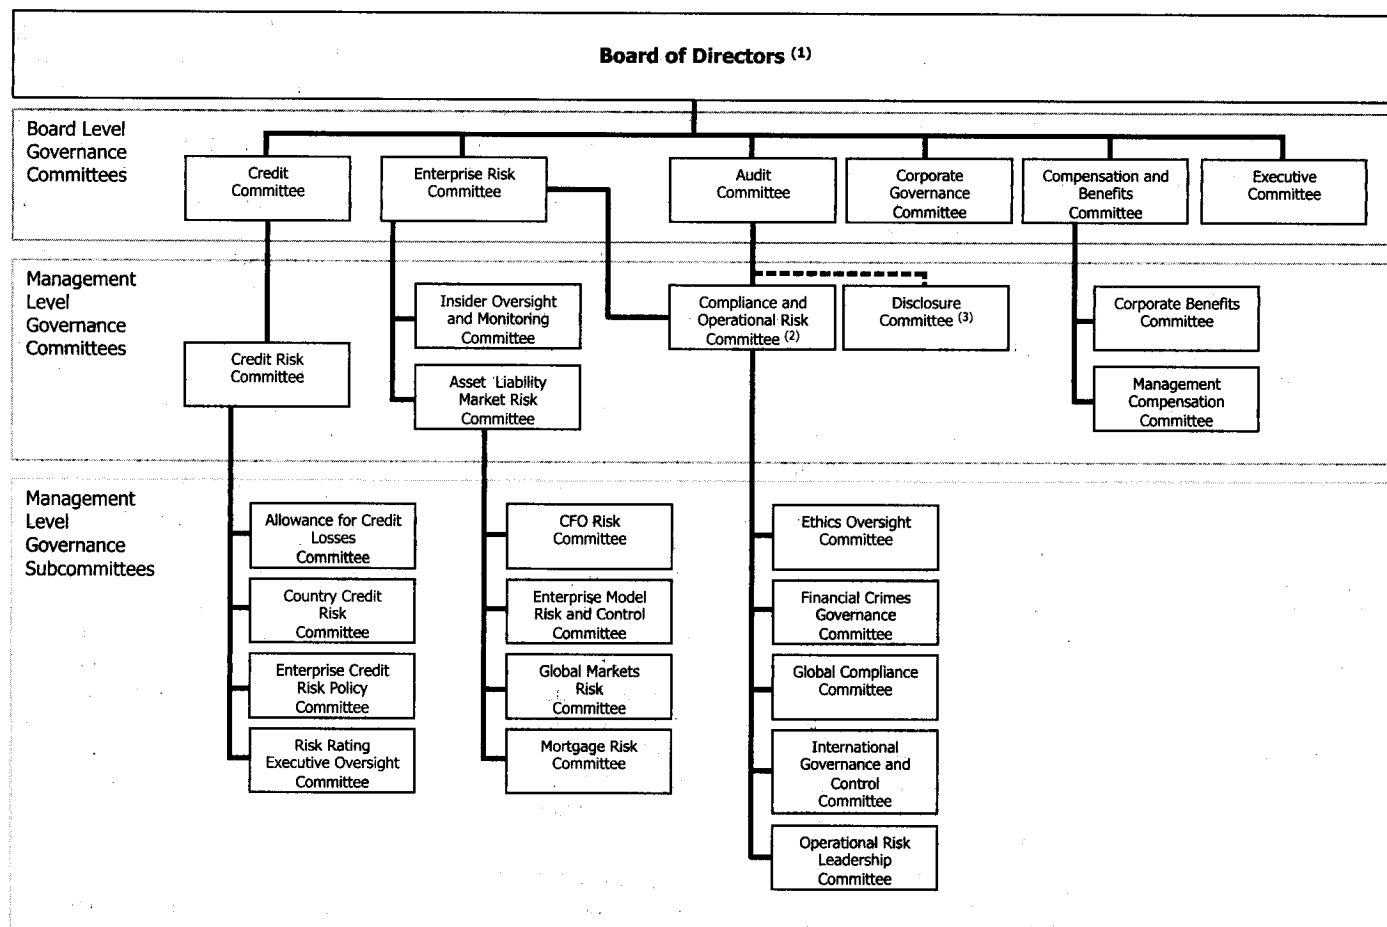 Board of Directors (1)
Board Level
Governance
Committees
Credit
Committee
Enterprise Risk
Committee
Audit
Committee
Corporate
Governance
Committee
Compensation and
Benefits
Committee
Executive
Committee
Management
Level
Governance
Committees
Credit Risk
Committee
Insider Oversight
and Monitoring
Committee
Asset Liability
Market Risk
Committee
Compliance and
Operational Risk
Committee (2)
Disclosure
Committee (3)
Corporate Benefits
Committee
Management
Compensation
Committee
Management
Level
Governance
Subcommittees
Allowance for Credit
Losses
Committee
Country Credit
Risk
Committee
Enterprise Credit
Risk Policy
Committee
Risk Rating
Executive Oversight
Committee
CFO Risk
Committee
Enterprise Model
Risk and Control
Committee
Global Markets
Risk
Committee
Mortgage Risk
Committee
Ethics Oversight
Committee
Financial Crimes
Governance
Committee
Global Compliance
Committee
International
Governance and
Control
Committee
Operational Risk
Leadership
Committee